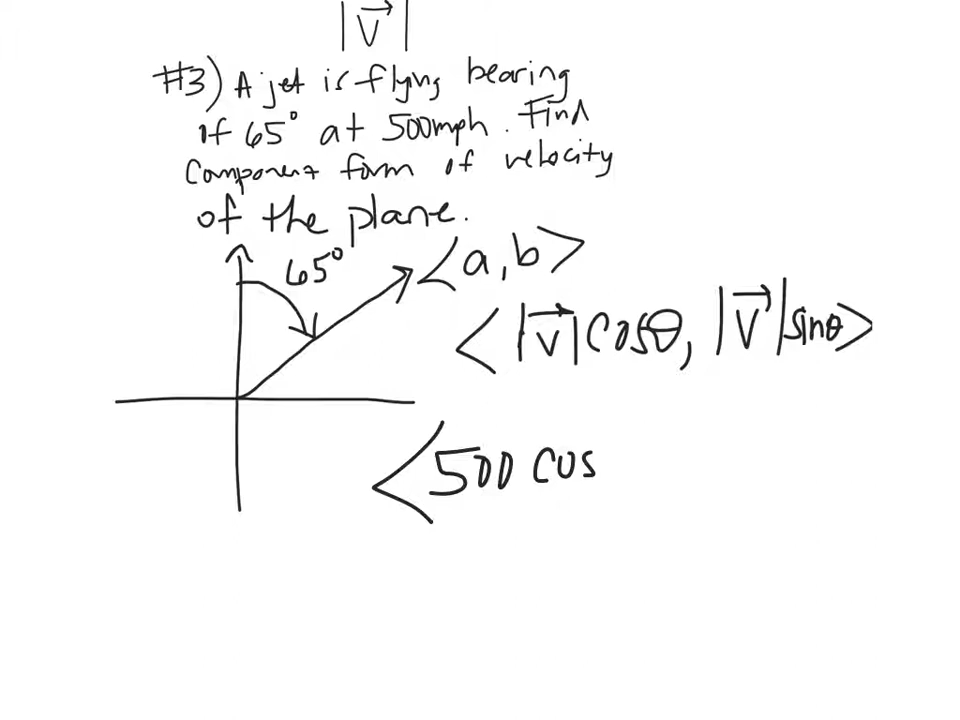 |V|
#3) A jet is flying bearing
of 65° at 500mph. Find
Component form of velocity
of the plane.
65°
<a, b>
<|V|cosθ, |V|sinθ>
<500 cos